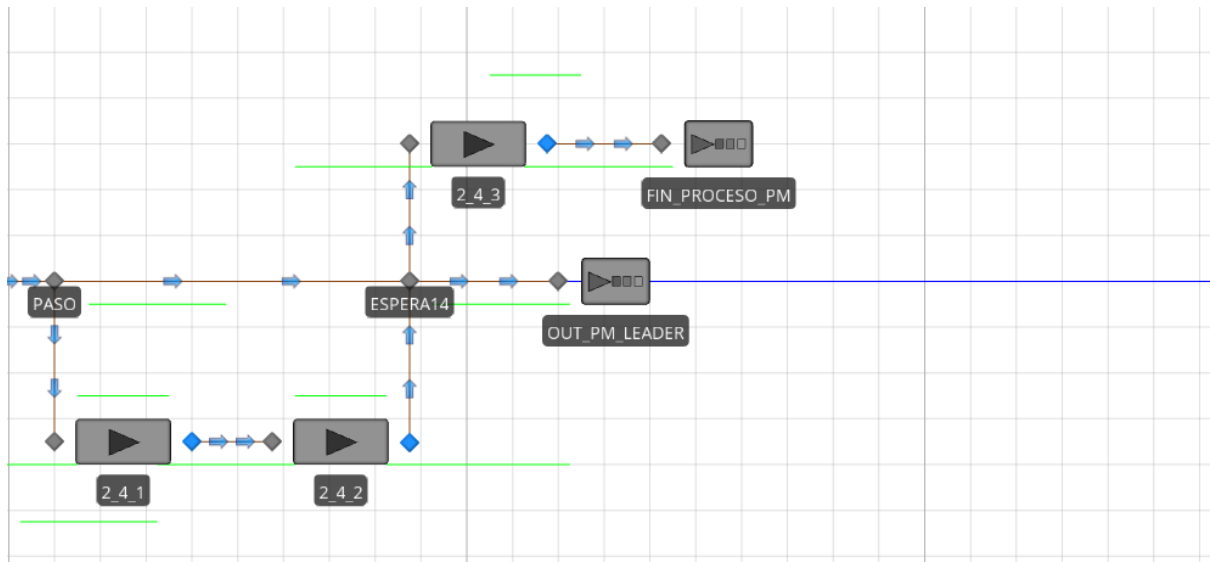 2_4_3
FIN_PROCESO_PM
PASO
ESPERA14
OUT_PM_LEADER
2_4_1
2_4_2